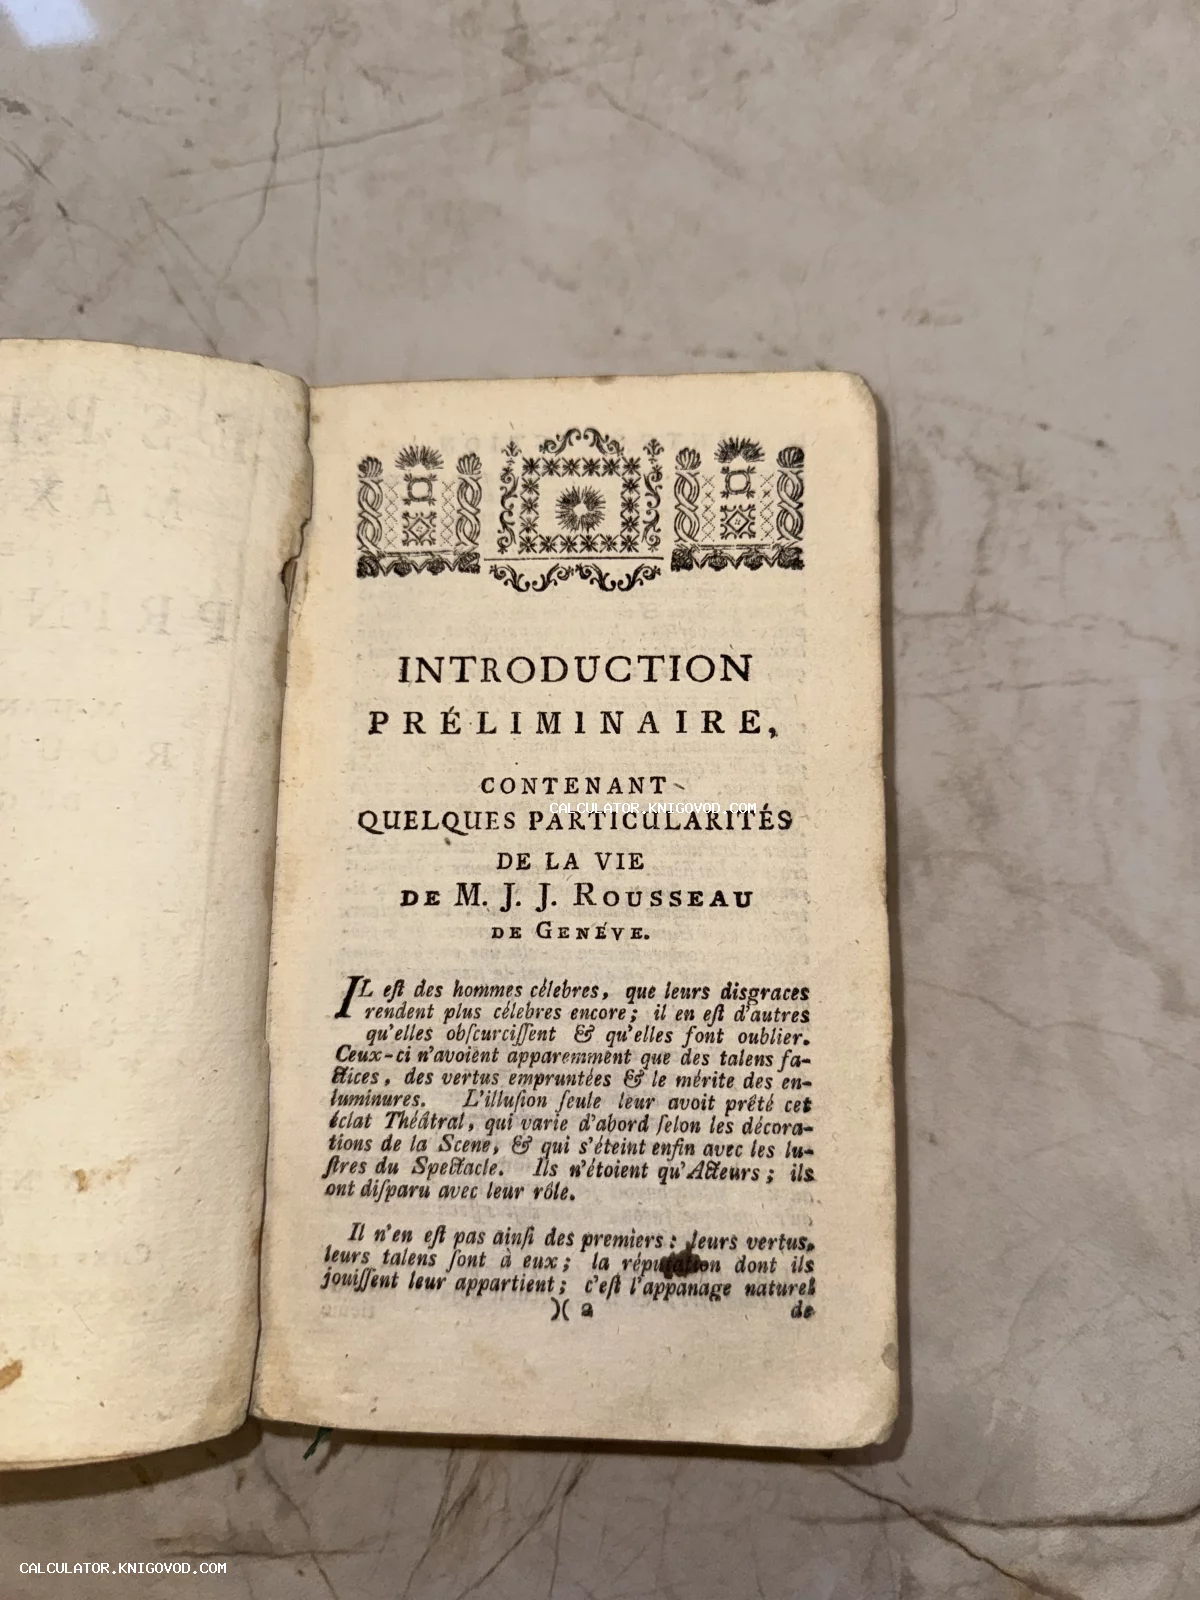 INTRODUCTION
PRÉLIMINAIRE,
CONTENANT
QUELQUES PARTICULARITÉS
DE LA VIE
DE M. J. J. ROUSSEAU
DE GENÉVE.
IL eſt des hommes célebres, que leurs disgraces
rendent plus célebres encore; il en eſt d'autres
qu'elles obſcurciſſent & qu'elles font oublier.
Ceux-ci n'avoient apparemment que des talens fa-
ctices, des vertus empruntées & le mérite des en-
luminures. L'illuſion ſeule leur avoit prêté cet
éclat Théâtral, qui varie d'abord ſelon les décora-
tions de la Scene, & qui s'éteint enfin avec les lu-
ſtres du Spectacle. Ils n'étoient qu'Acteurs; ils
ont diſparu avec leur rôle.
Il n'en eſt pas ainſi des premiers: leurs vertus,
leurs talens ſont à eux; la réputation dont ils
jouiſſent leur appartient; c'eſt l'appanage naturel
)( a de
CALCULATOR.KNIGOVOD.COM
CALCULATOR.KNIGOVOD.COM